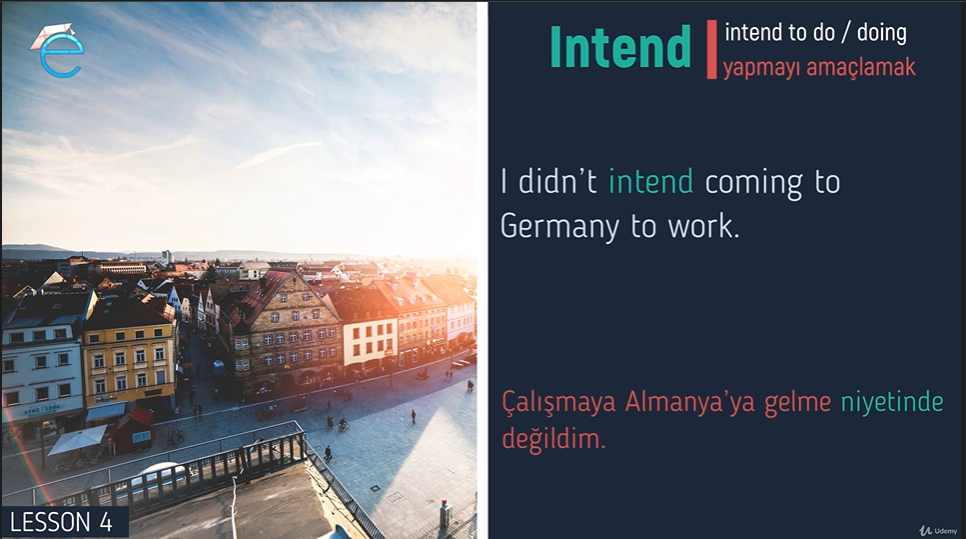 Intend
intend to do / doing
yapmayı amaçlamak
I didn't intend coming to
Germany to work.
Çalışmaya Almanya'ya gelme niyetinde
değildim.
LESSON 4
Udemy